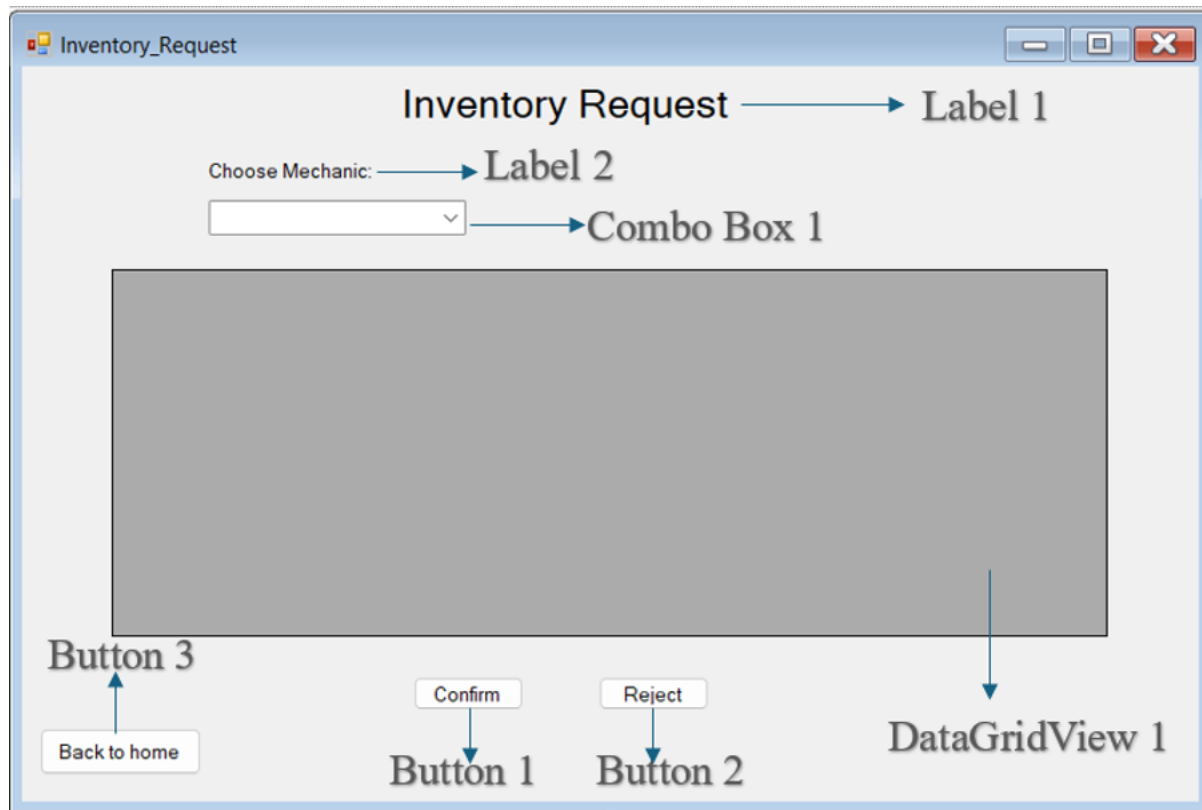 Inventory_Request
Inventory Request
Label 1
Choose Mechanic:
Label 2
Combo Box 1
Button 3
Confirm
Reject
DataGridView 1
Back to home
Button 1
Button 2